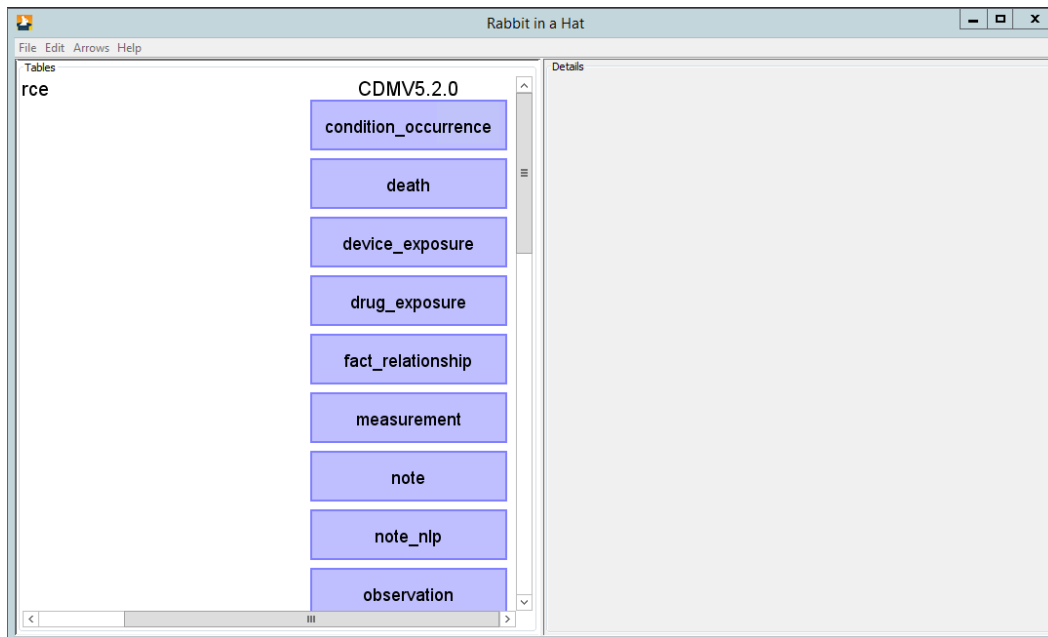 Rabbit in a Hat
File Edit Arrows Help
Tables
Details
rce
CDMV5.2.0
condition_occurrence
death
device_exposure
drug_exposure
fact_relationship
measurement
note
note_nlp
observation